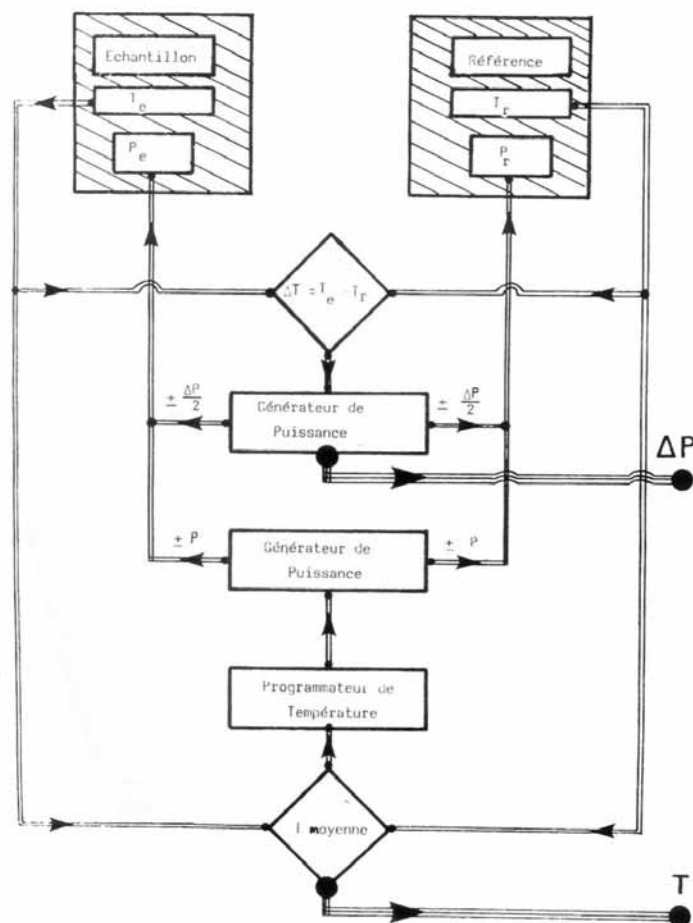 Echantillon
Référence
Te
Tr
Pe
Pr
ΔT = Te - Tr
± ΔP/2
Générateur de
Puissance
± ΔP/2
ΔP
± P
Générateur de
Puissance
± P
Programmateur de
Température
T moyenne
T